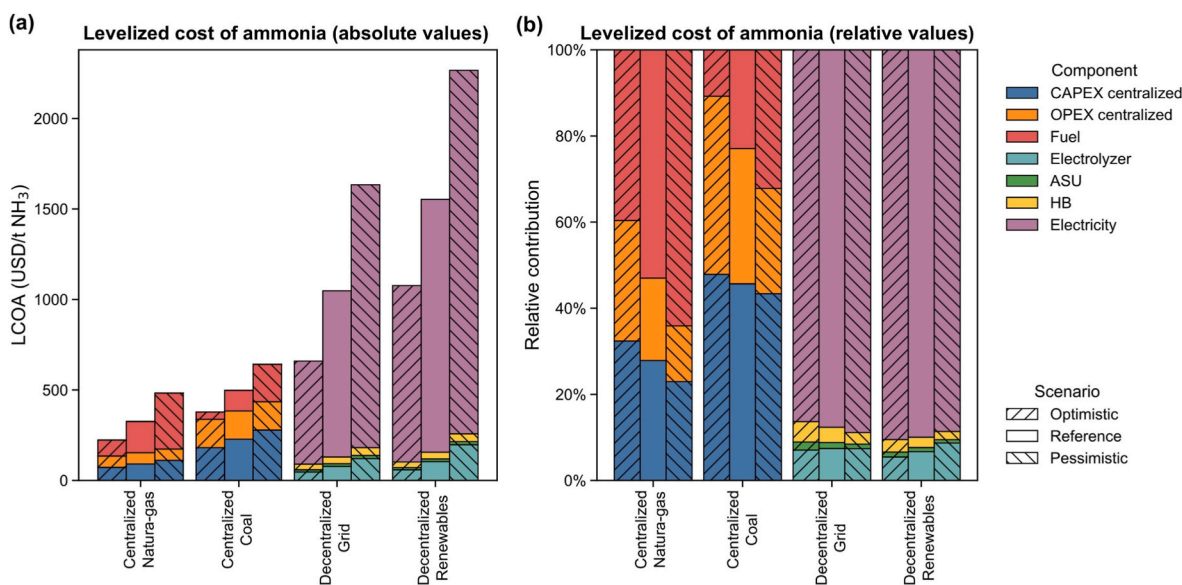 (a)
Levelized cost of ammonia (absolute values)
LCOA (USD/t NH₃)
2000
1500
1000
500
0
Centralized
Natura-gas
Centralized
Coal
Decentralized
Grid
Decentralized
Renewables
(b)
Levelized cost of ammonia (relative values)
Relative contribution
100%
80%
60%
40%
20%
0%
Centralized
Natura-gas
Centralized
Coal
Decentralized
Grid
Decentralized
Renewables
Component
CAPEX centralized
OPEX centralized
Fuel
Electrolyzer
ASU
HB
Electricity
Scenario
Optimistic
Reference
Pessimistic